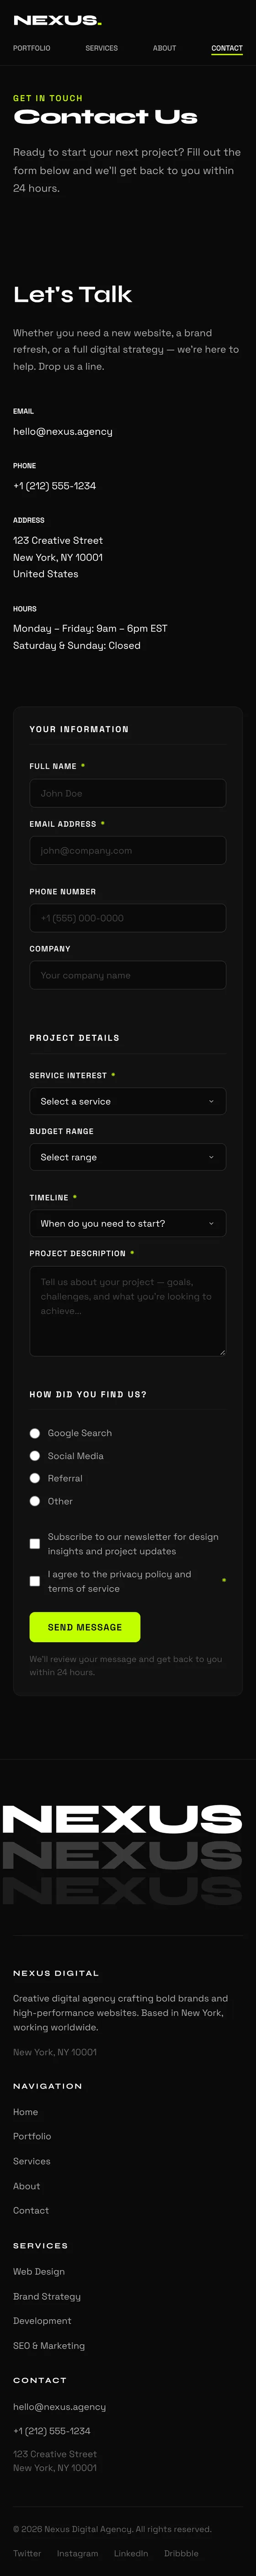 NEXUS.
PORTFOLIO SERVICES ABOUT CONTACT
GET IN TOUCH
Contact Us
Ready to start your next project? Fill out the
form below and we'll get back to you within
24 hours.
Let's Talk
Whether you need a new website, a brand
refresh, or a full digital strategy — we're here to
help. Drop us a line.
EMAIL
hello@nexus.agency
PHONE
+1 (212) 555-1234
ADDRESS
123 Creative Street
New York, NY 10001
United States
HOURS
Monday – Friday: 9am – 6pm EST
Saturday & Sunday: Closed
YOUR INFORMATION
FULL NAME *
John Doe
EMAIL ADDRESS *
john@company.com
PHONE NUMBER
+1 (555) 000-0000
COMPANY
Your company name
PROJECT DETAILS
SERVICE INTEREST *
Select a service
BUDGET RANGE
Select range
TIMELINE *
When do you need to start?
PROJECT DESCRIPTION *
Tell us about your project — goals,
challenges, and what you're looking to
achieve...
HOW DID YOU FIND US?
Google Search
Social Media
Referral
Other
Subscribe to our newsletter for design
insights and project updates
I agree to the privacy policy and
terms of service *
SEND MESSAGE
We'll review your message and get back to you
within 24 hours.
NEXUS
NEXUS
NEXUS
NEXUS DIGITAL
Creative digital agency crafting bold brands and
high-performance websites. Based in New York,
working worldwide.
New York, NY 10001
NAVIGATION
Home
Portfolio
Services
About
Contact
SERVICES
Web Design
Brand Strategy
Development
SEO & Marketing
CONTACT
hello@nexus.agency
+1 (212) 555-1234
123 Creative Street
New York, NY 10001
© 2026 Nexus Digital Agency. All rights reserved.
Twitter Instagram LinkedIn Dribbble